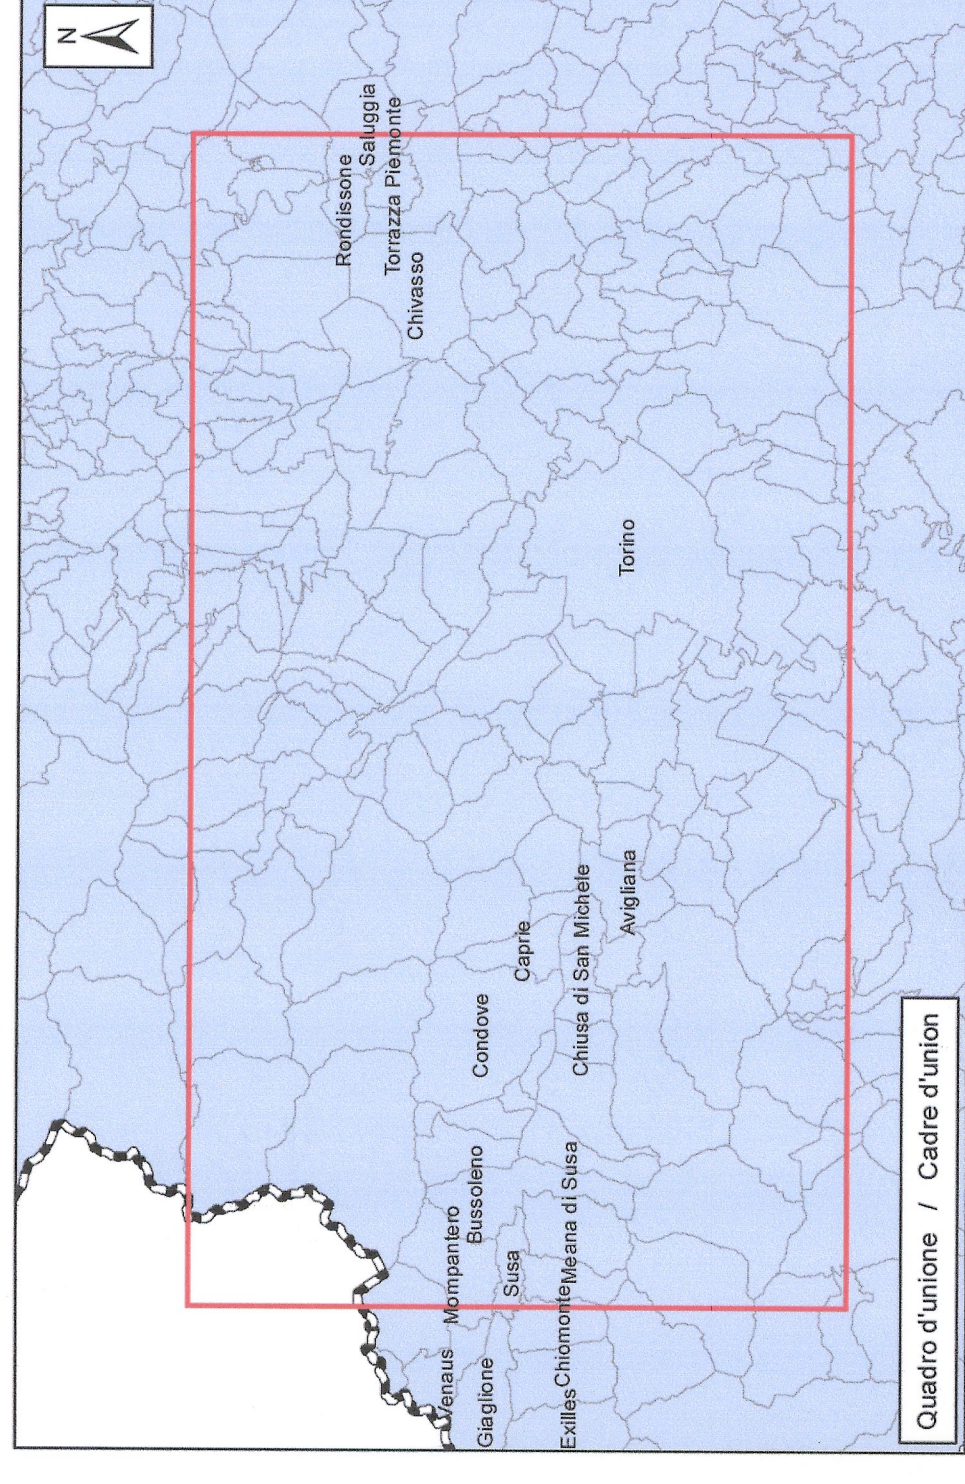 N
Rondissone
Saluggia
Torrazza Piemonte
Chivasso
Torino
Venaus
Mompantero
Giaglione
Bussoleno
Condove
Susa
Caprie
Exilles
Chiomonte
Meana di Susa
Chiusa di San Michele
Avigliana
Quadro d'unione / Cadre d'union